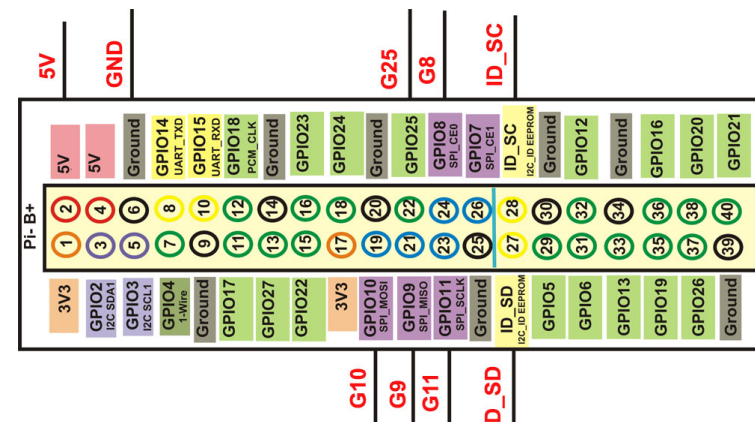 5V
GND
G25
G8
ID_SC
5V
5V
Ground
GPIO14
UART_TXD
GPIO15
UART_RXD
GPIO18
PCM_CLK
Ground
GPIO23
GPIO24
Ground
GPIO25
GPIO8
SPI_CE0
GPIO7
SPI_CE1
ID_SC
I2C_ID EEPROM
Ground
GPIO12
Ground
GPIO16
GPIO20
GPIO21
Pi- B+
2 4 6 8 10 12 14 16 18 20 22 24 26 28 30 32 34 36 38 40
1 3 5 7 9 11 13 15 17 19 21 23 25 27 29 31 33 35 37 39
3V3
GPIO2
I2C SDA1
GPIO3
I2C SCL1
GPIO4
1-Wire
Ground
GPIO17
GPIO27
GPIO22
3V3
GPIO10
SPI_MOSI
GPIO9
SPI_MISO
GPIO11
SPI_SCLK
Ground
ID_SD
I2C_ID EEPROM
GPIO5
GPIO6
GPIO13
GPIO19
GPIO26
Ground
G10
G9
G11
D_SD